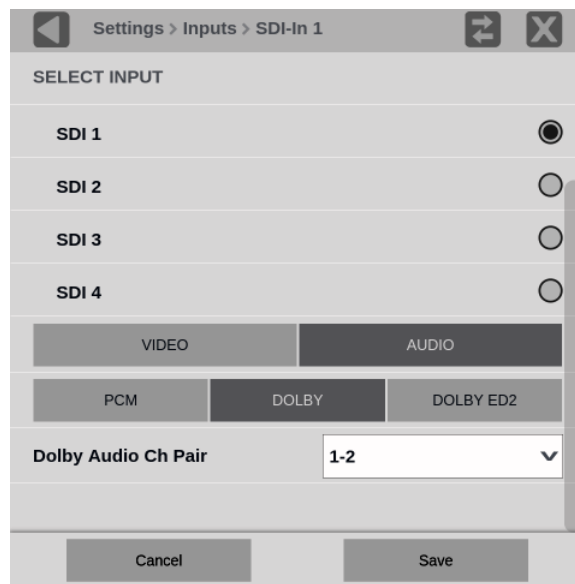 Settings > Inputs > SDI-In 1
SELECT INPUT
SDI 1
SDI 2
SDI 3
SDI 4
VIDEO AUDIO
PCM DOLBY DOLBY ED2
Dolby Audio Ch Pair 1-2
Cancel Save